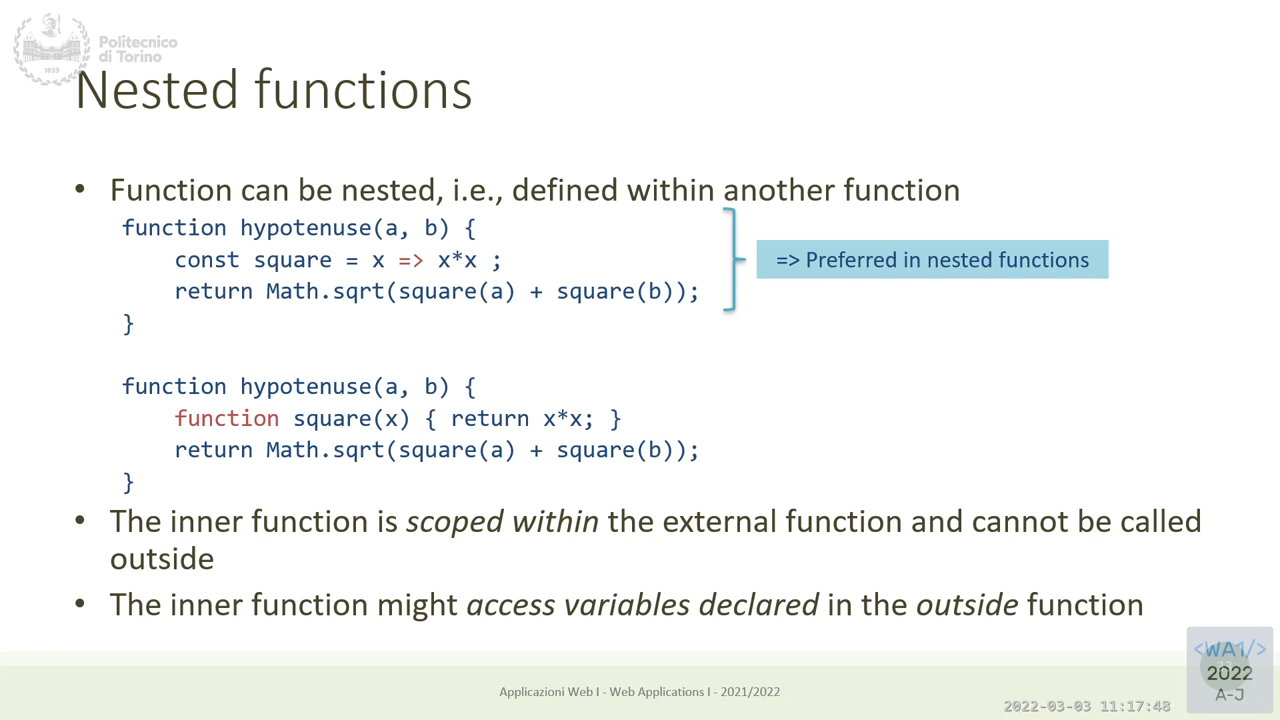 Politecnico
di Torino
1859
Nested functions
• Function can be nested, i.e., defined within another function
function hypotenuse(a, b) {
const square = x => x*x ;
return Math.sqrt(square(a) + square(b));
}
=> Preferred in nested functions
function hypotenuse(a, b) {
function square(x) { return x*x; }
return Math.sqrt(square(a) + square(b));
}
• The inner function is scoped within the external function and cannot be called
outside
• The inner function might access variables declared in the outside function
Applicazioni Web I - Web Applications I - 2021/2022
<WA1/>
2022
A-J
2022-03-03 11:17:48